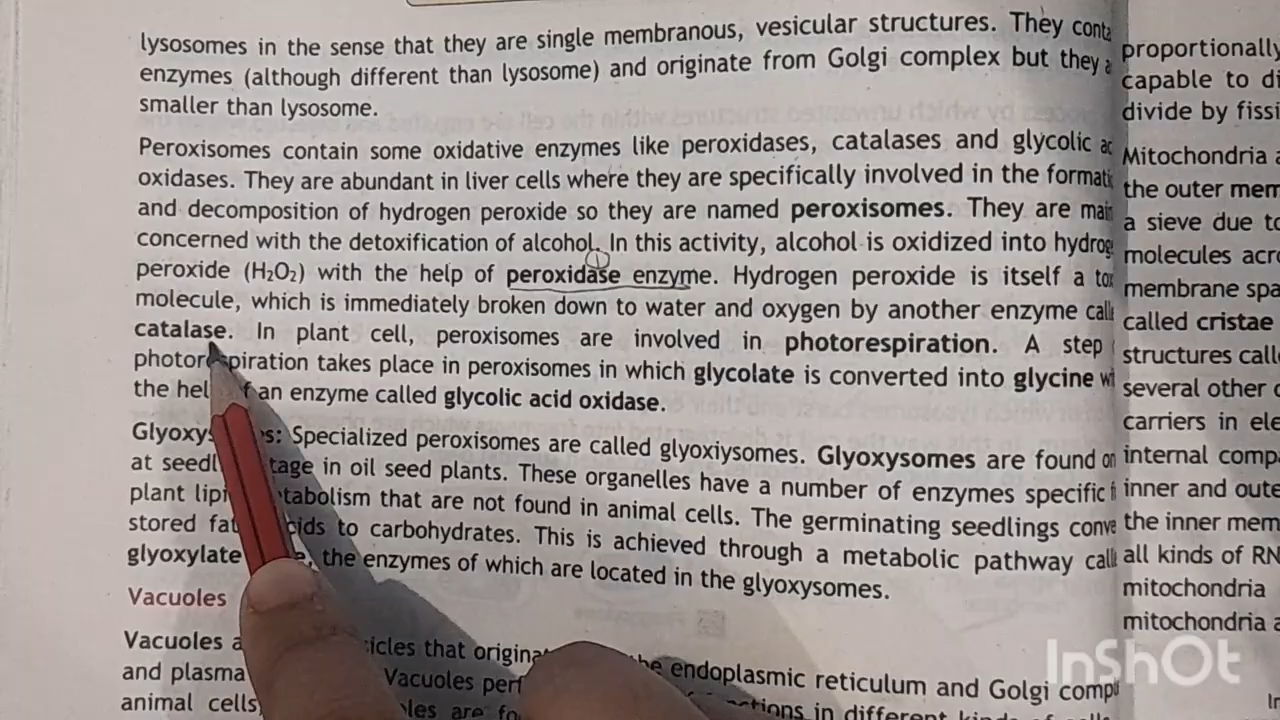 lysosomes in the sense that they are single membranous, vesicular structures. They
enzymes (although different than lysosome) and originate from Golgi complex but they
smaller than lysosome.
Peroxisomes contain some oxidative enzymes like peroxidases, catalases and glycolic
oxidases. They are abundant in liver cells where they are specifically involved in the
and decomposition of hydrogen peroxide so they are named peroxisomes. They are
concerned with the detoxification of alcohol. In this activity, alcohol is oxidized into
peroxide (H₂O₂) with the help of peroxidase enzyme. Hydrogen peroxide is itself a
molecule, which is immediately broken down to water and oxygen by another enzyme
catalase. In plant cell, peroxisomes are involved in photorespiration. A step
photorespiration takes place in peroxisomes in which glycolate is converted into glycine
the an enzyme called glycolic acid oxidase.
Specialized peroxisomes are called glyoxiysomes. Glyoxysomes are found
at in oil seed plants. These organelles have a number of enzymes specific
plant that are not found in animal cells. The germinating seedlings
stored to carbohydrates. This is achieved through a metabolic pathway
glyoxylate the enzymes of which are located in the glyoxysomes.
Vacuoles
Vacuoles that endoplasmic reticulum and Golgi
and plasma Vacuoles
animal cells in different
proportionally
capable to
divide by
Mitochondria
the outer
a sieve due to
molecules
membrane
called cristae
structures
several other
carriers in
internal
inner and
the inner
all kinds of
mitochondria
mitochondria
InShOt